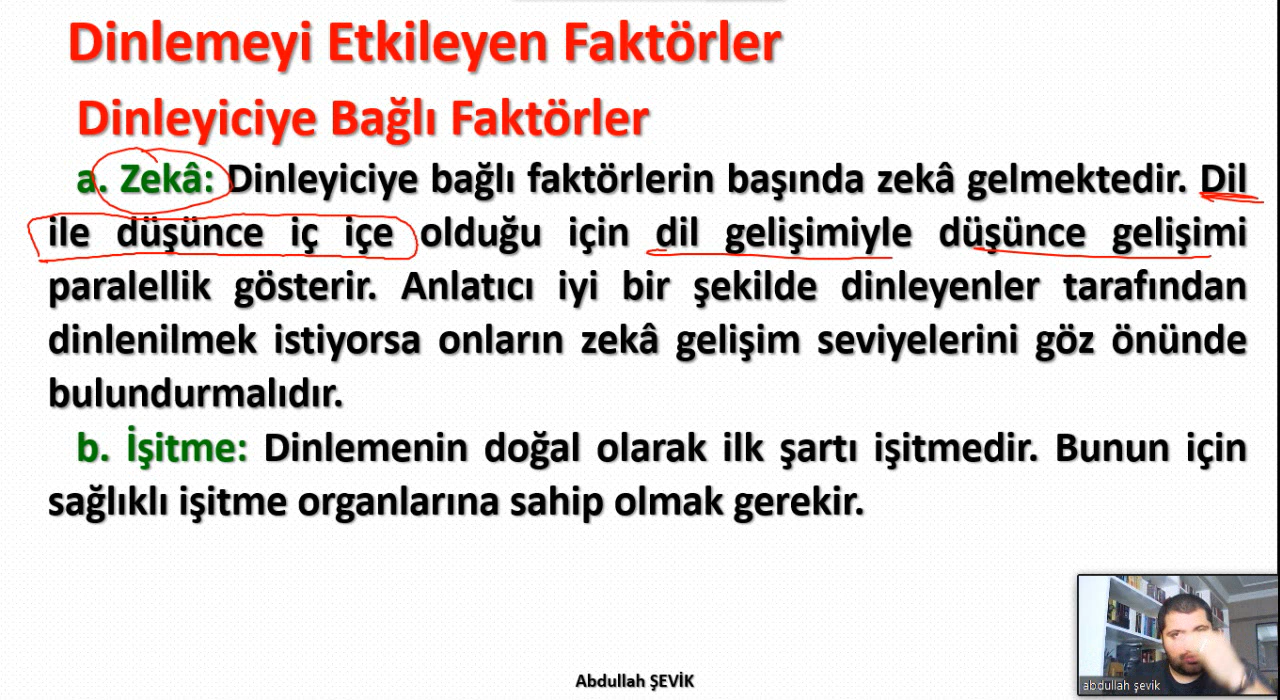 Dinlemeyi Etkileyen Faktörler
Dinleyiciye Bağlı Faktörler
a. Zekâ: Dinleyiciye bağlı faktörlerin başında zekâ gelmektedir. Dil
ile düşünce iç içe olduğu için dil gelişimiyle düşünce gelişimi
paralellik gösterir. Anlatıcı iyi bir şekilde dinleyenler tarafından
dinlenilmek istiyorsa onların zekâ gelişim seviyelerini göz önünde
bulundurmalıdır.
b. İşitme: Dinlemenin doğal olarak ilk şartı işitmedir. Bunun için
sağlıklı işitme organlarına sahip olmak gerekir.
Abdullah ŞEVİK
abdullah şevik